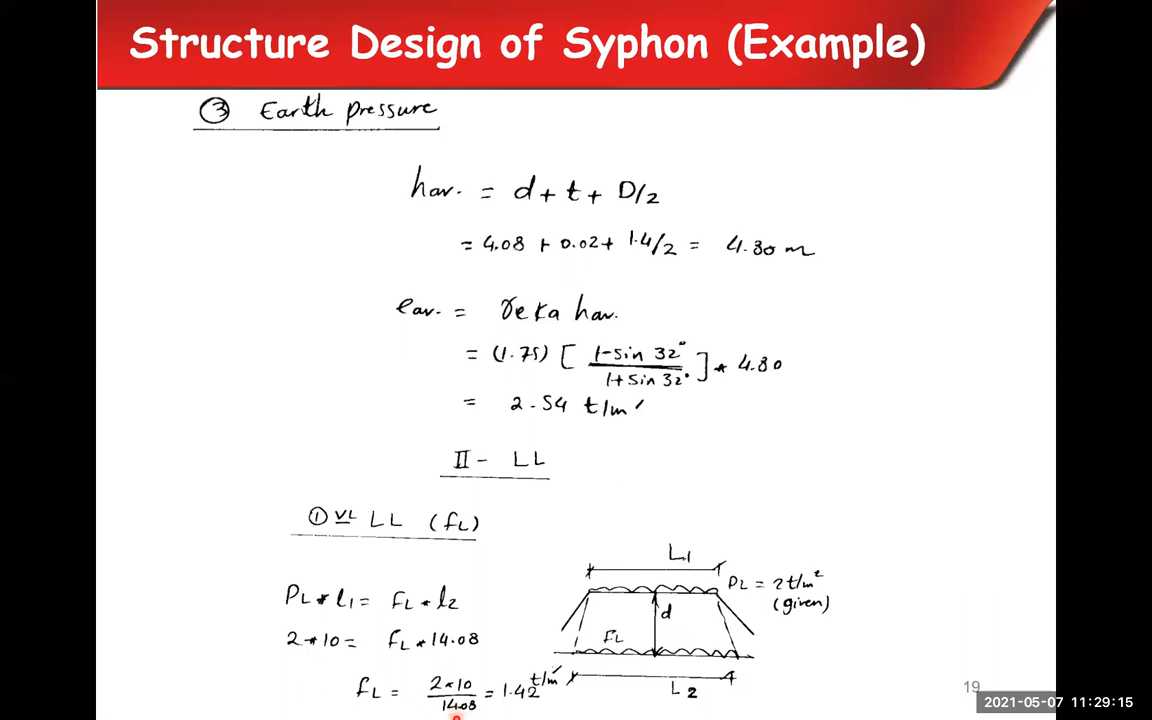 Structure Design of Syphon (Example)
③ Earth pressure
hav. = d + t + D/2
= 4.08 + 0.02 + 1.4/2 = 4.80 m
eav. = γe ka hav.
= (1.75) [ 1-sin 32° / 1+sin 32° ] * 4.80
= 2.54 t/m'
II - LL
① VL LL (fL)
PL * L1 = fL * L2
2 * 10 = fL * 14.08
fL = 2*10 / 14.08 = 1.42 t/m'
L1
PL = 2 t/m²
(given)
d
FL
L2
19
2021-05-07 11:29:15